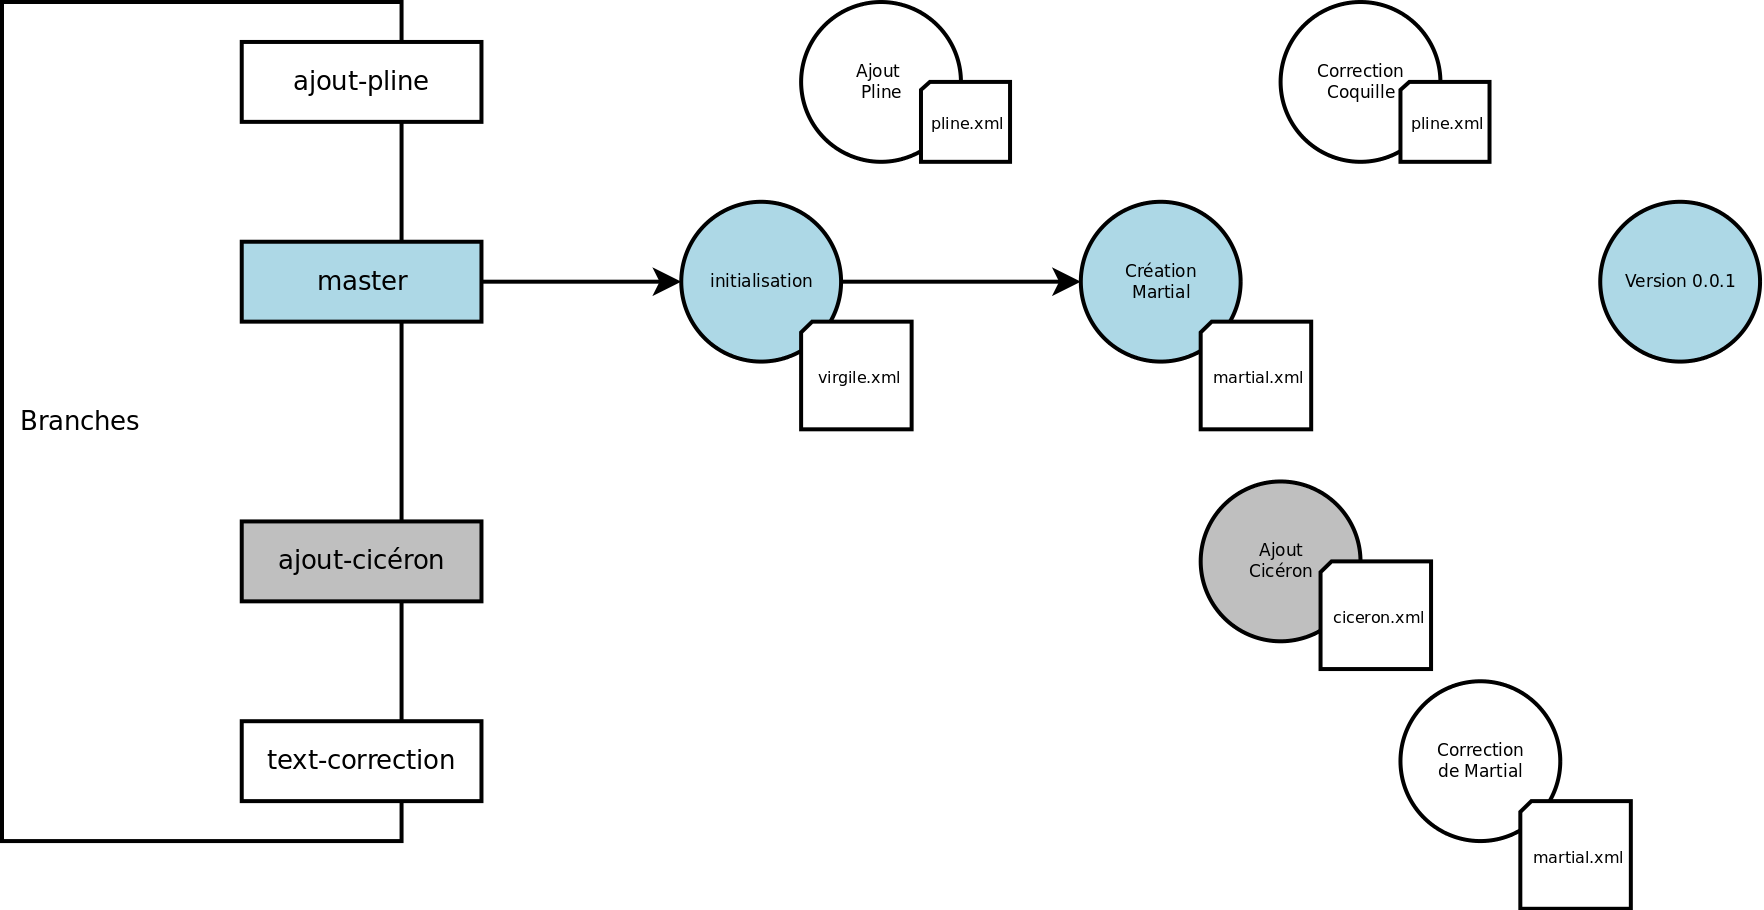 ajout-pline
Ajout
Pline
pline.xml
Correction
Coquille
pline.xml
master
initialisation
virgile.xml
Création
Martial
martial.xml
Version 0.0.1
Branches
ajout-cicéron
Ajout
Cicéron
ciceron.xml
text-correction
Correction
de Martial
martial.xml